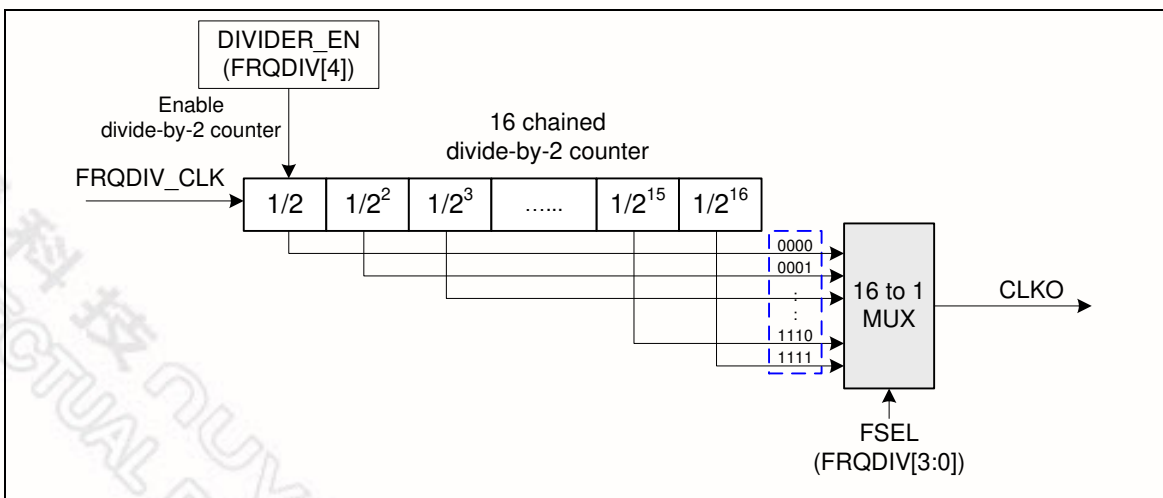 DIVIDER_EN
(FRQDIV[4])
Enable
divide-by-2 counter
16 chained
divide-by-2 counter
FRQDIV_CLK
1/2
1/2²
1/2³
......
1/2¹⁵
1/2¹⁶
0000
0001
:
:
1110
1111
16 to 1
MUX
CLKO
FSEL
(FRQDIV[3:0])
科技